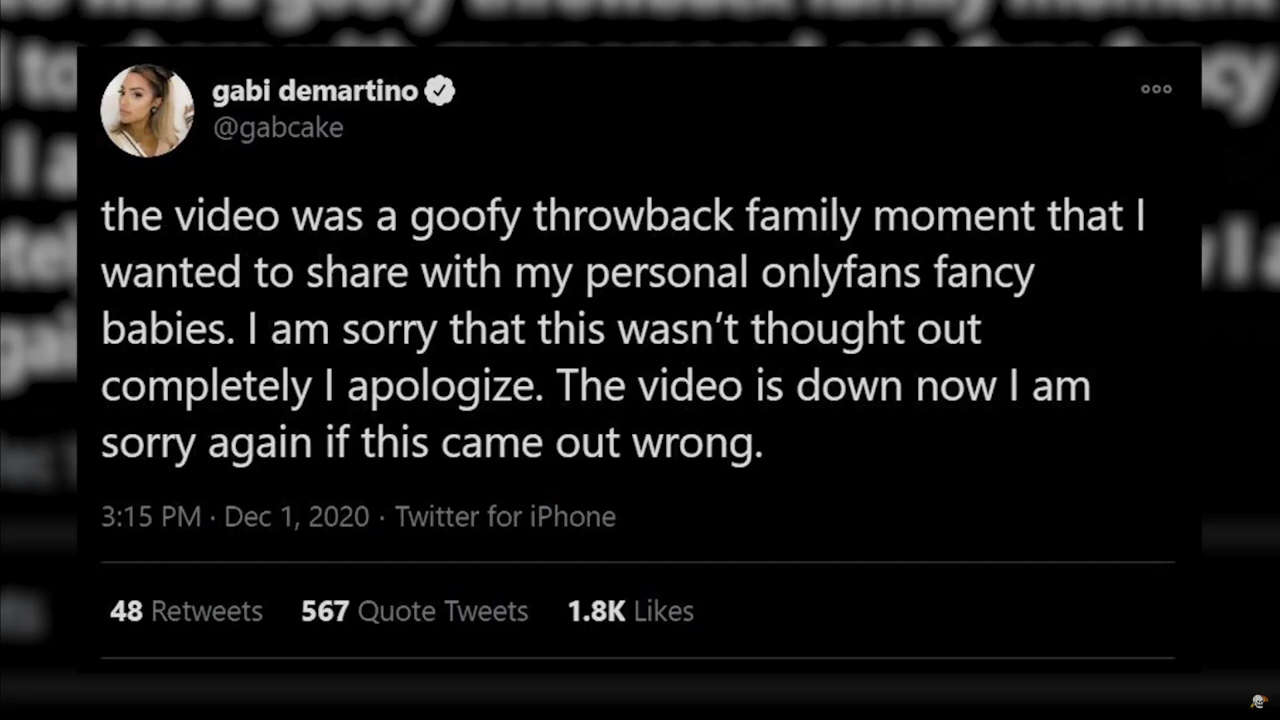 gabi demartino
@gabcake
the video was a goofy throwback family moment that I
wanted to share with my personal onlyfans fancy
babies. I am sorry that this wasn’t thought out
completely I apologize. The video is down now I am
sorry again if this came out wrong.
3:15 PM · Dec 1, 2020 · Twitter for iPhone
48 Retweets 567 Quote Tweets 1.8K Likes